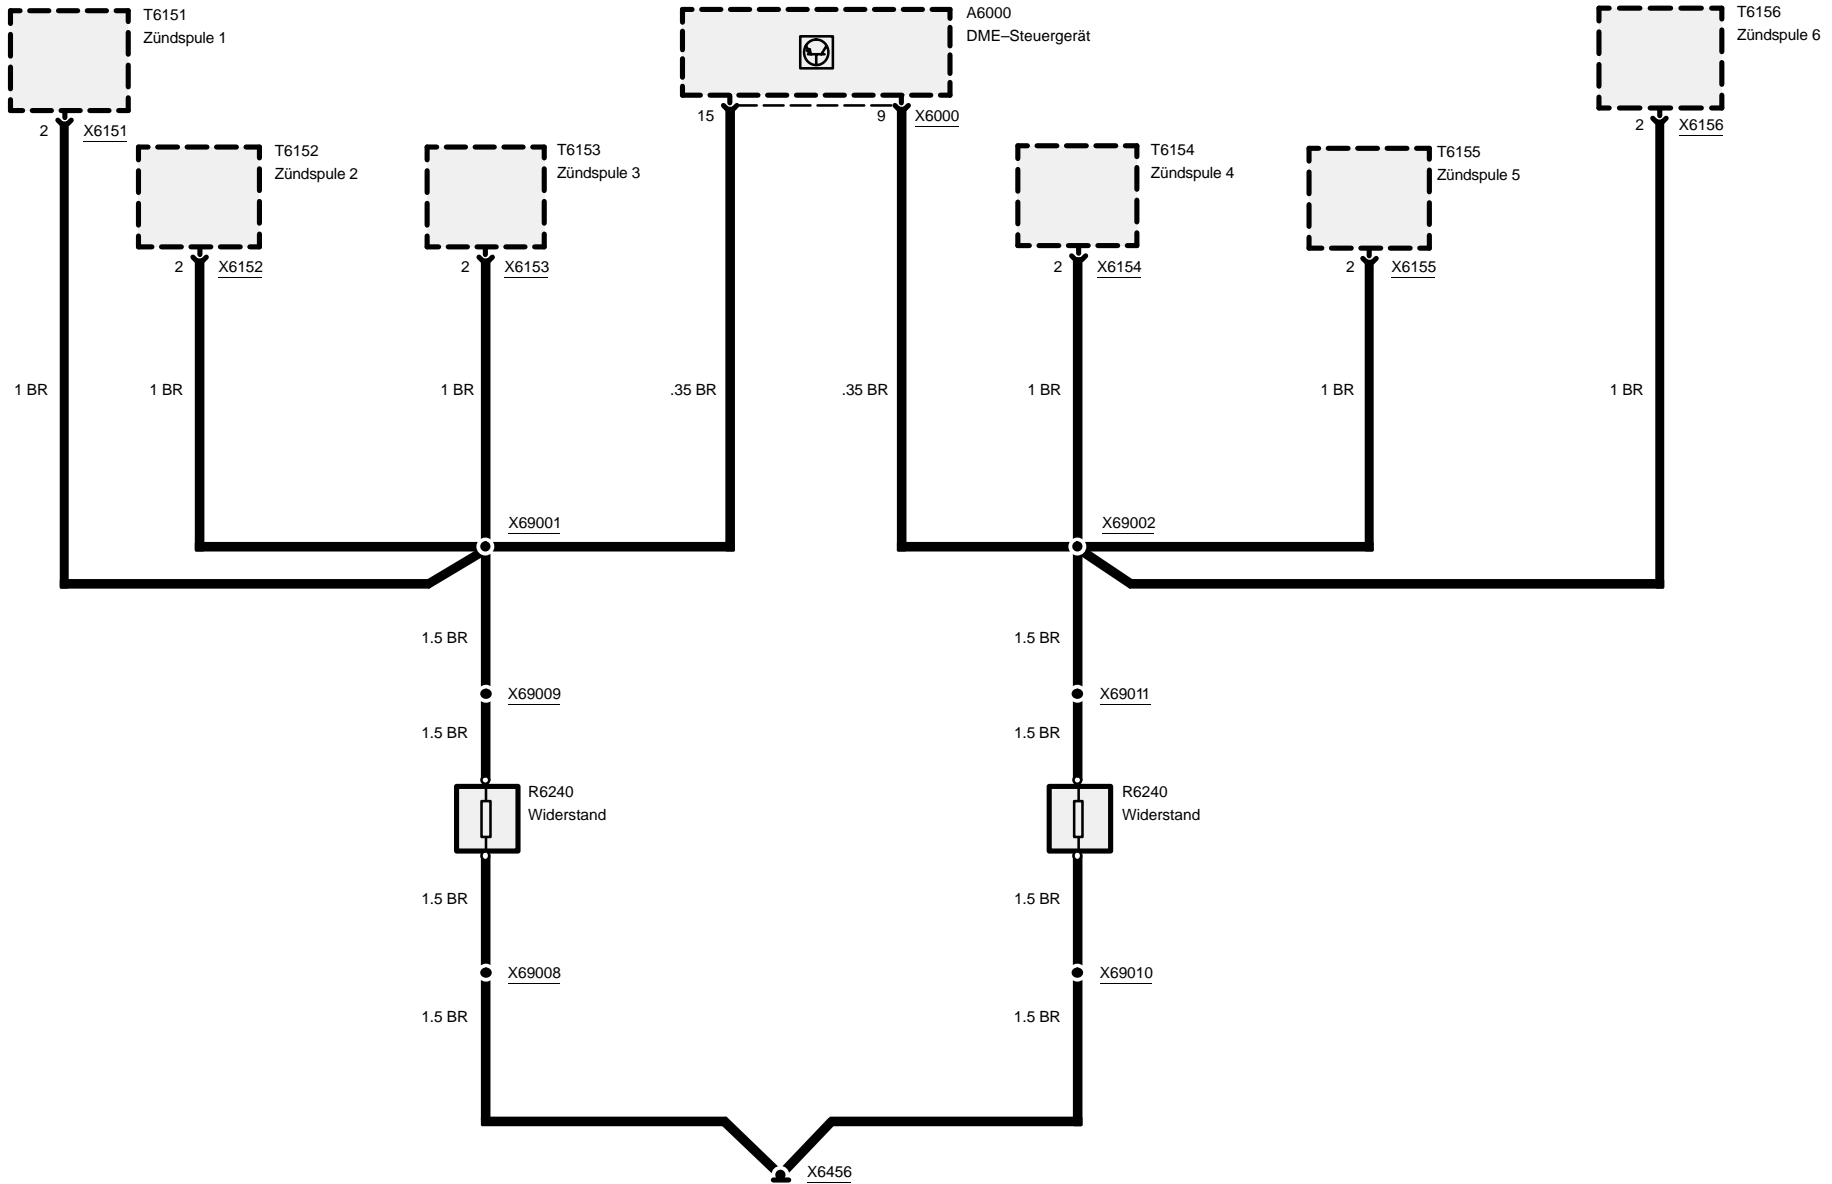 T6151
Zündspule 1
A6000
DME–Steuergerät
T6156
Zündspule 6
2 X6151
15
9 X6000
2 X6156
T6152
Zündspule 2
T6153
Zündspule 3
T6154
Zündspule 4
T6155
Zündspule 5
2 X6152
2 X6153
2 X6154
2 X6155
1 BR
1 BR
1 BR
.35 BR
.35 BR
1 BR
1 BR
1 BR
X69001
X69002
1.5 BR
1.5 BR
X69009
X69011
1.5 BR
1.5 BR
R6240
Widerstand
R6240
Widerstand
1.5 BR
1.5 BR
X69008
X69010
1.5 BR
1.5 BR
X6456